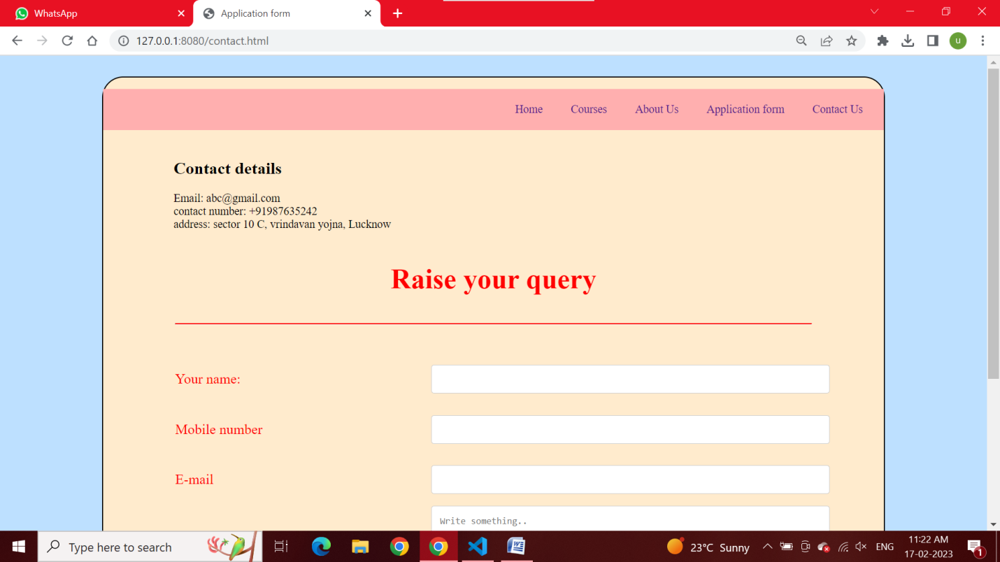 WhatsApp
Application form
127.0.0.1:8080/contact.html
u
Home Courses About Us Application form Contact Us
Contact details
Email: abc@gmail.com
contact number: +91987635242
address: sector 10 C, vrindavan yojna, Lucknow
Raise your query
Your name:
Mobile number
E-mail
Write something..
Type here to search
W
23°C Sunny
ENG
11:22 AM
17-02-2023
1